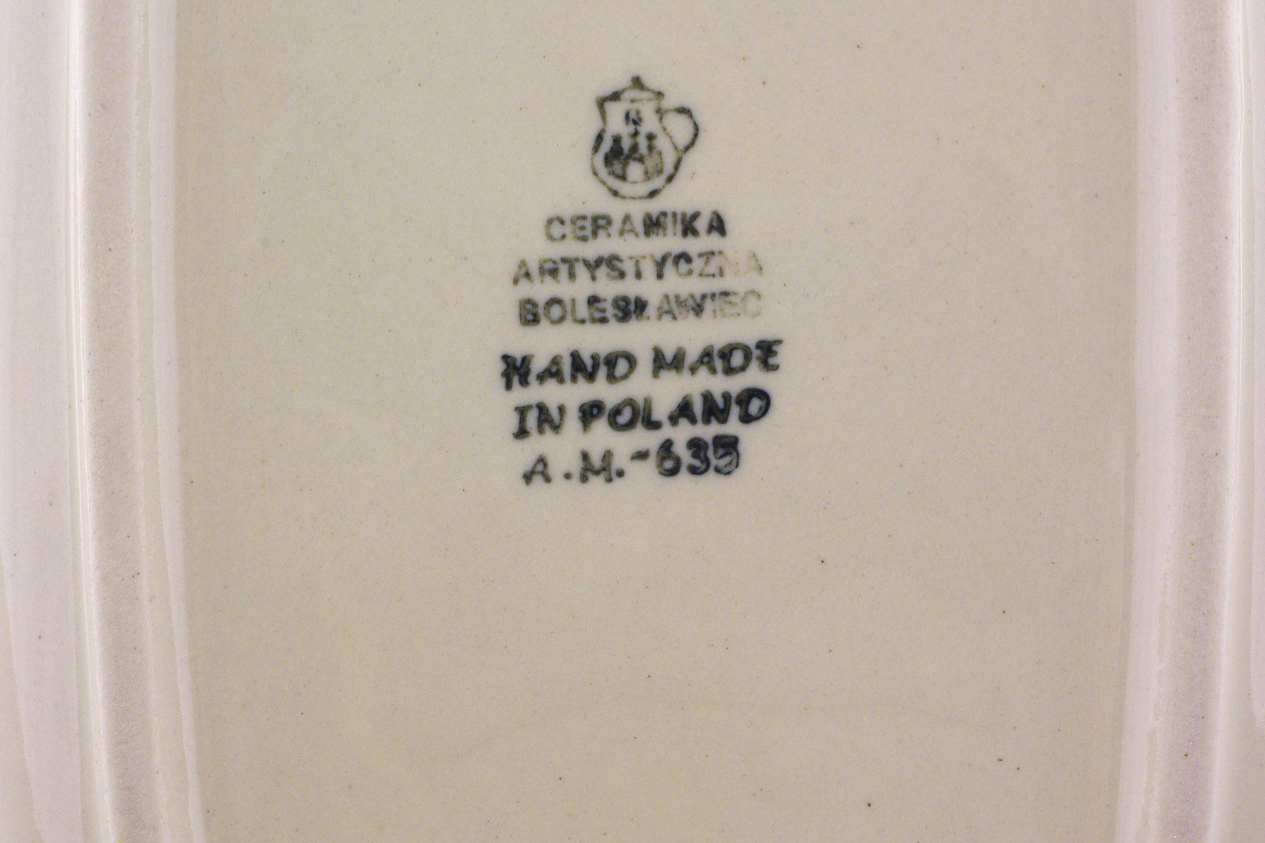 CERAMIKA
ARTYSTYCZNA
BOLESŁAWIEC
HAND MADE
IN POLAND
A.M.-635